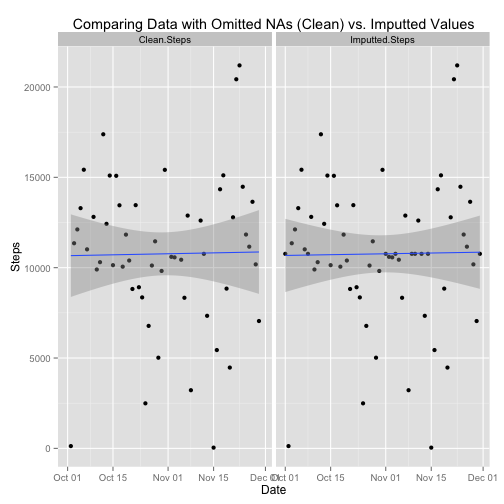 Comparing Data with Omitted NAs (Clean) vs. Imputted Values
Clean.Steps Imputted.Steps
20000
15000
10000
5000
0
Steps
Oct 01 Oct 15 Nov 01 Nov 15 Dec 01 Oct 01 Oct 15 Nov 01 Nov 15 Dec 01
Date